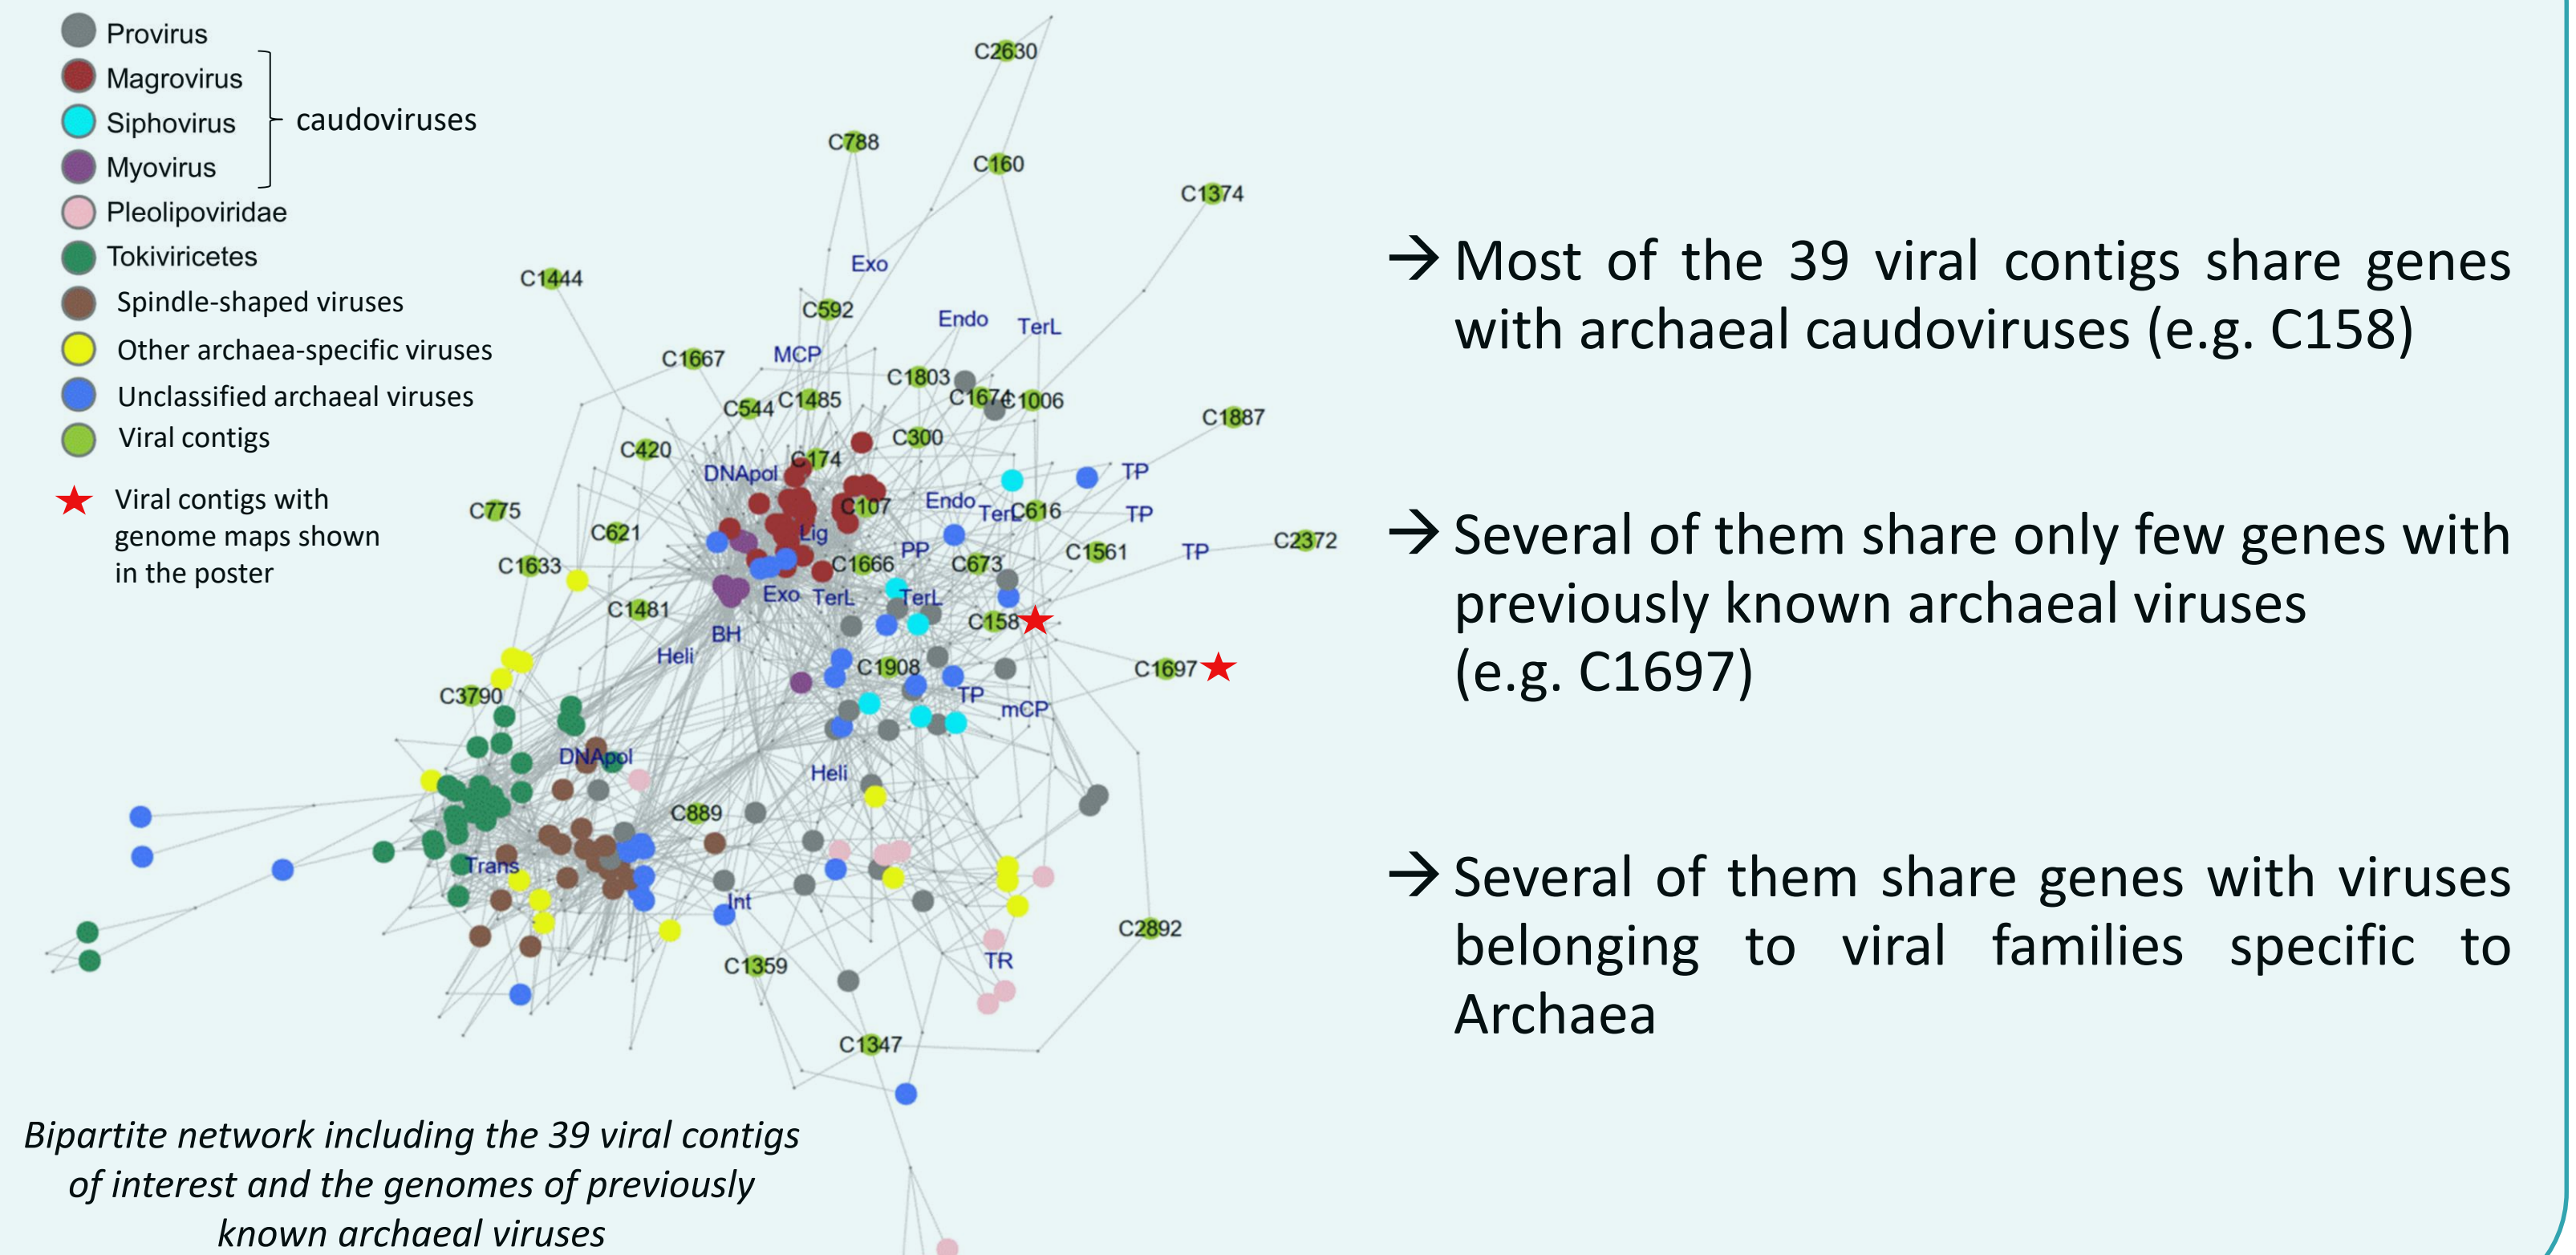 Provirus
Magrovirus
Siphovirus
Myovirus
caudoviruses
Pleolipoviridae
Tokiviricetes
Spindle-shaped viruses
Other archaea-specific viruses
Unclassified archaeal viruses
Viral contigs
Viral contigs with
genome maps shown
in the poster
C2630
C788
C160
C1374
Exo
C1444
C592
Endo
TerL
MCP
C1667
C1803
C1674
C1006
C544
C1485
C1887
C300
C420
C174
DNApol
TP
C775
C107
Endo
TerL
C616
TP
C621
Lig
PP
C1561
TP
C2372
C1633
C1666
C673
Exo
TerL
TerL
C1481
C158
BH
Heli
C1908
C1697
C3790
TP
mCP
DNApol
Heli
C889
Trans
Int
C2892
C1359
TR
C1347
Bipartite network including the 39 viral contigs
of interest and the genomes of previously
known archaeal viruses
→ Most of the 39 viral contigs share genes
with archaeal caudoviruses (e.g. C158)
→ Several of them share only few genes with
previously known archaeal viruses
(e.g. C1697)
→ Several of them share genes with viruses
belonging to viral families specific to
Archaea